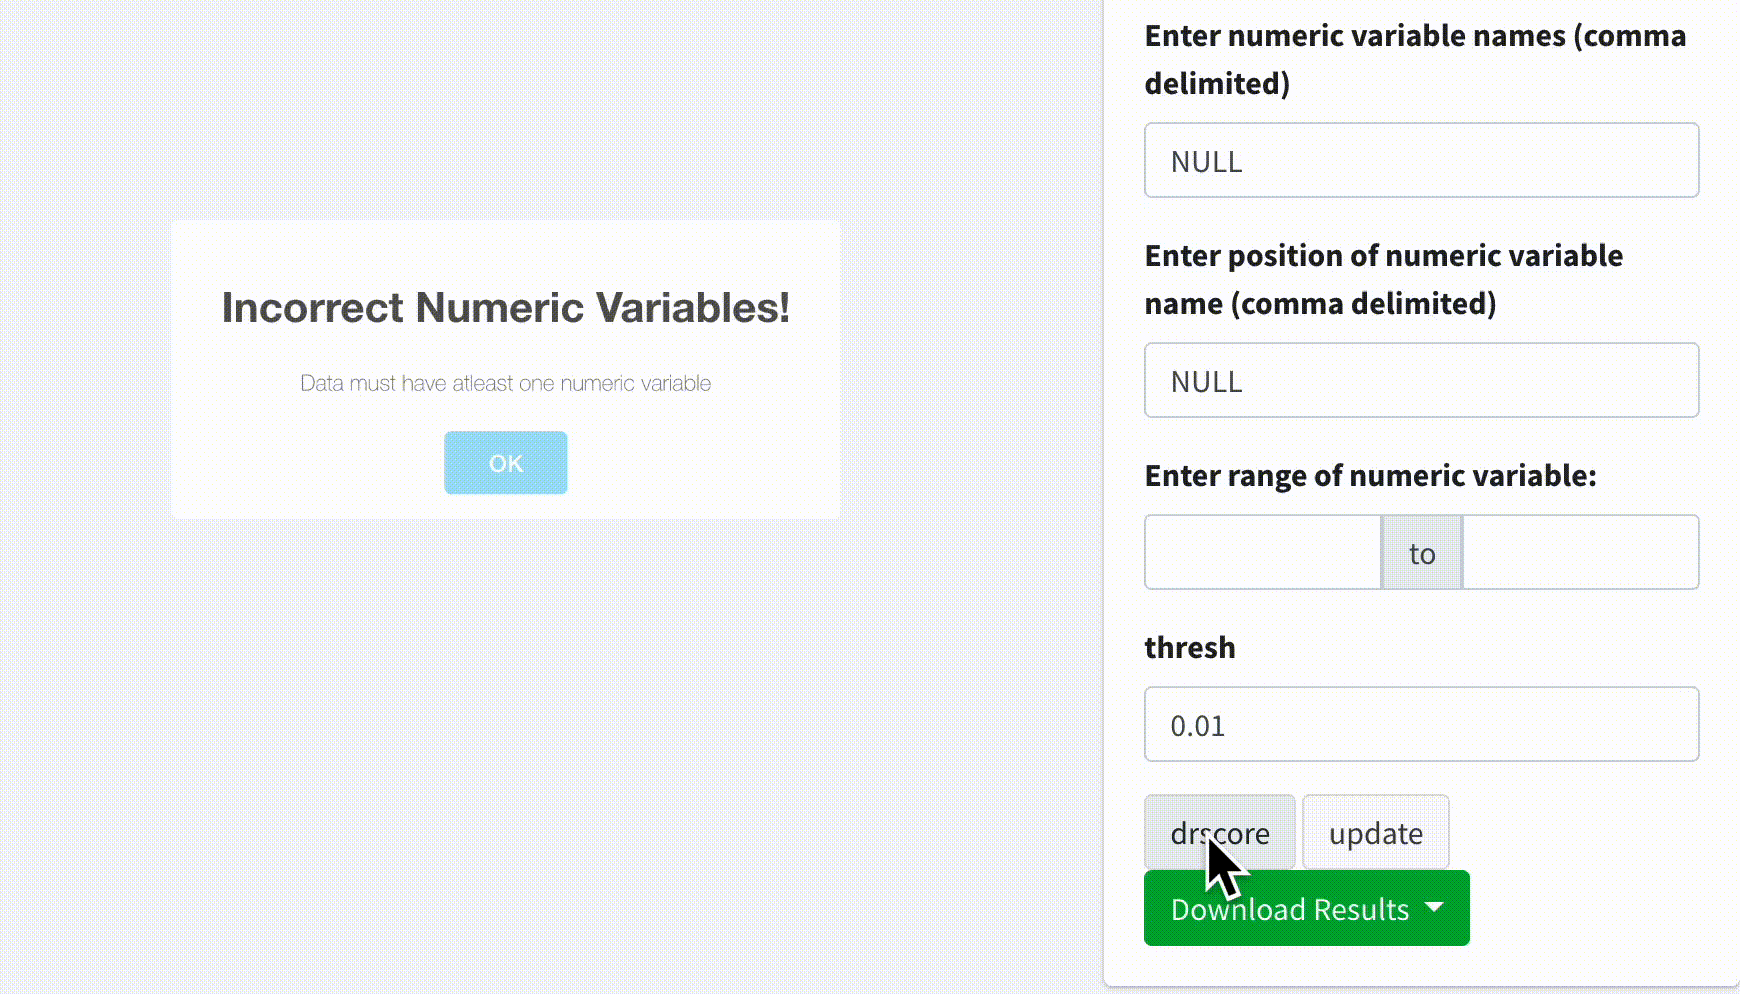 Incorrect Numeric Variables!
Data must have atleast one numeric variable
OK
Enter numeric variable names (comma
delimited)
NULL
Enter position of numeric variable
name (comma delimited)
NULL
Enter range of numeric variable:
to
thresh
0.01
drscore update
Download Results